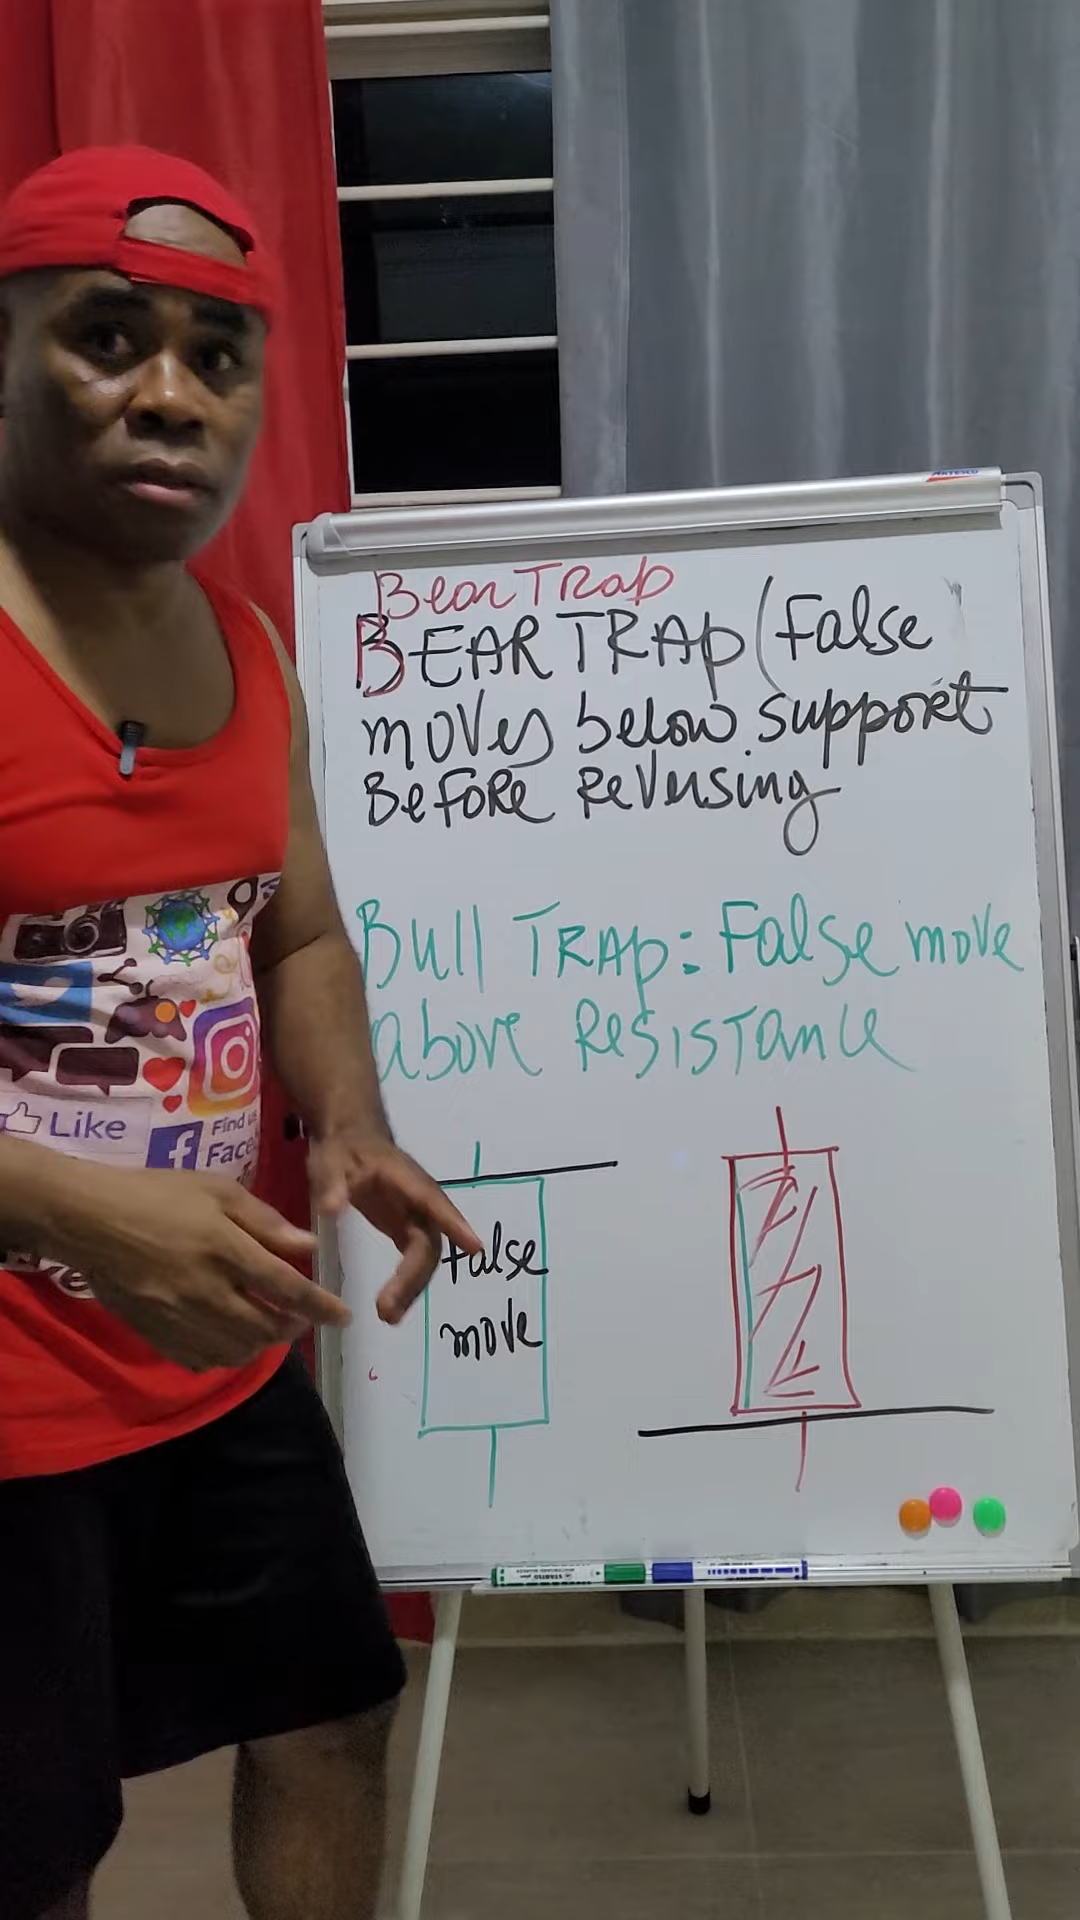 ARTESCO
Bear TRap
BEAR TRAp (False
moves below support
BeFoRe ReVersing
Bull TRAp: False move
above ResisTance
False
move
Like
Find us
Face